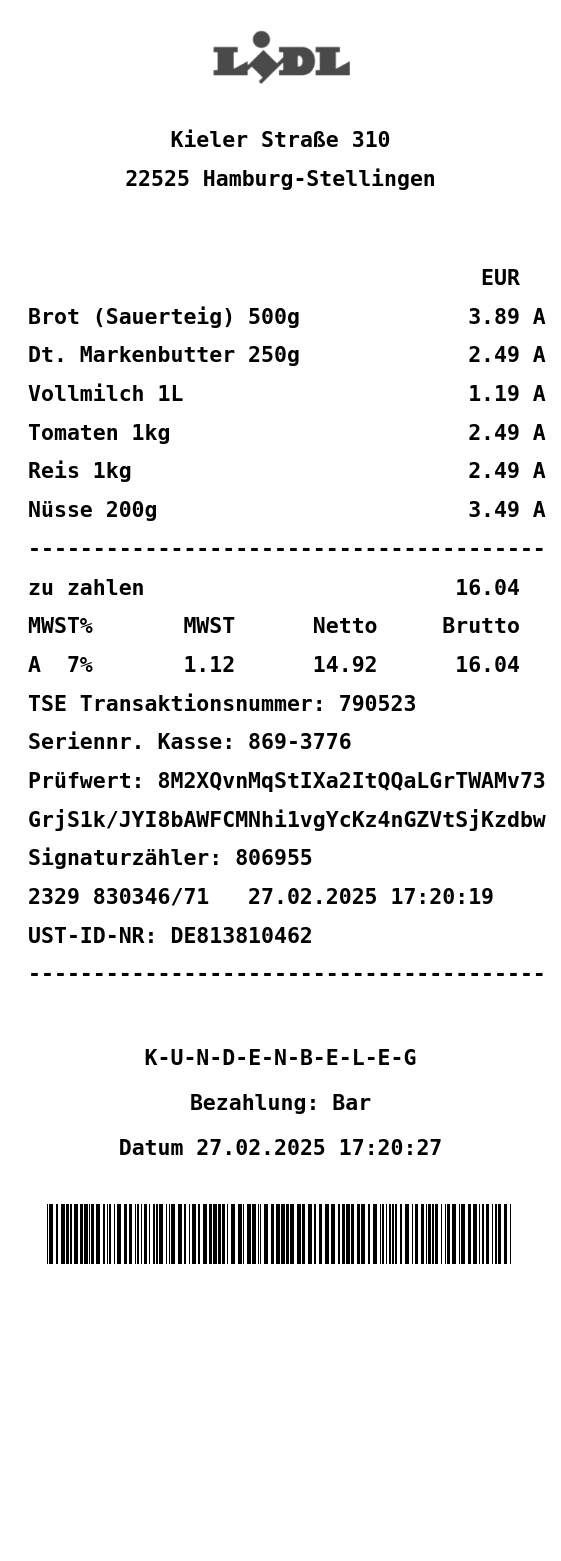 LIDL
Kieler Straße 310
22525 Hamburg-Stellingen
EUR
Brot (Sauerteig) 500g 3.89 A
Dt. Markenbutter 250g 2.49 A
Vollmilch 1L 1.19 A
Tomaten 1kg 2.49 A
Reis 1kg 2.49 A
Nüsse 200g 3.49 A
----------------------------------------
zu zahlen 16.04
MWST% MWST Netto Brutto
A 7% 1.12 14.92 16.04
TSE Transaktionsnummer: 790523
Seriennr. Kasse: 869-3776
Prüfwert: 8M2XQvnMqStIXa2ItQQaLGrTWAMv73
GrjS1k/JYI8bAWFCMNhi1vgYcKz4nGZVtSjKzdbw
Signaturzähler: 806955
2329 830346/71 27.02.2025 17:20:19
UST-ID-NR: DE813810462
----------------------------------------
K-U-N-D-E-N-B-E-L-E-G
Bezahlung: Bar
Datum 27.02.2025 17:20:27